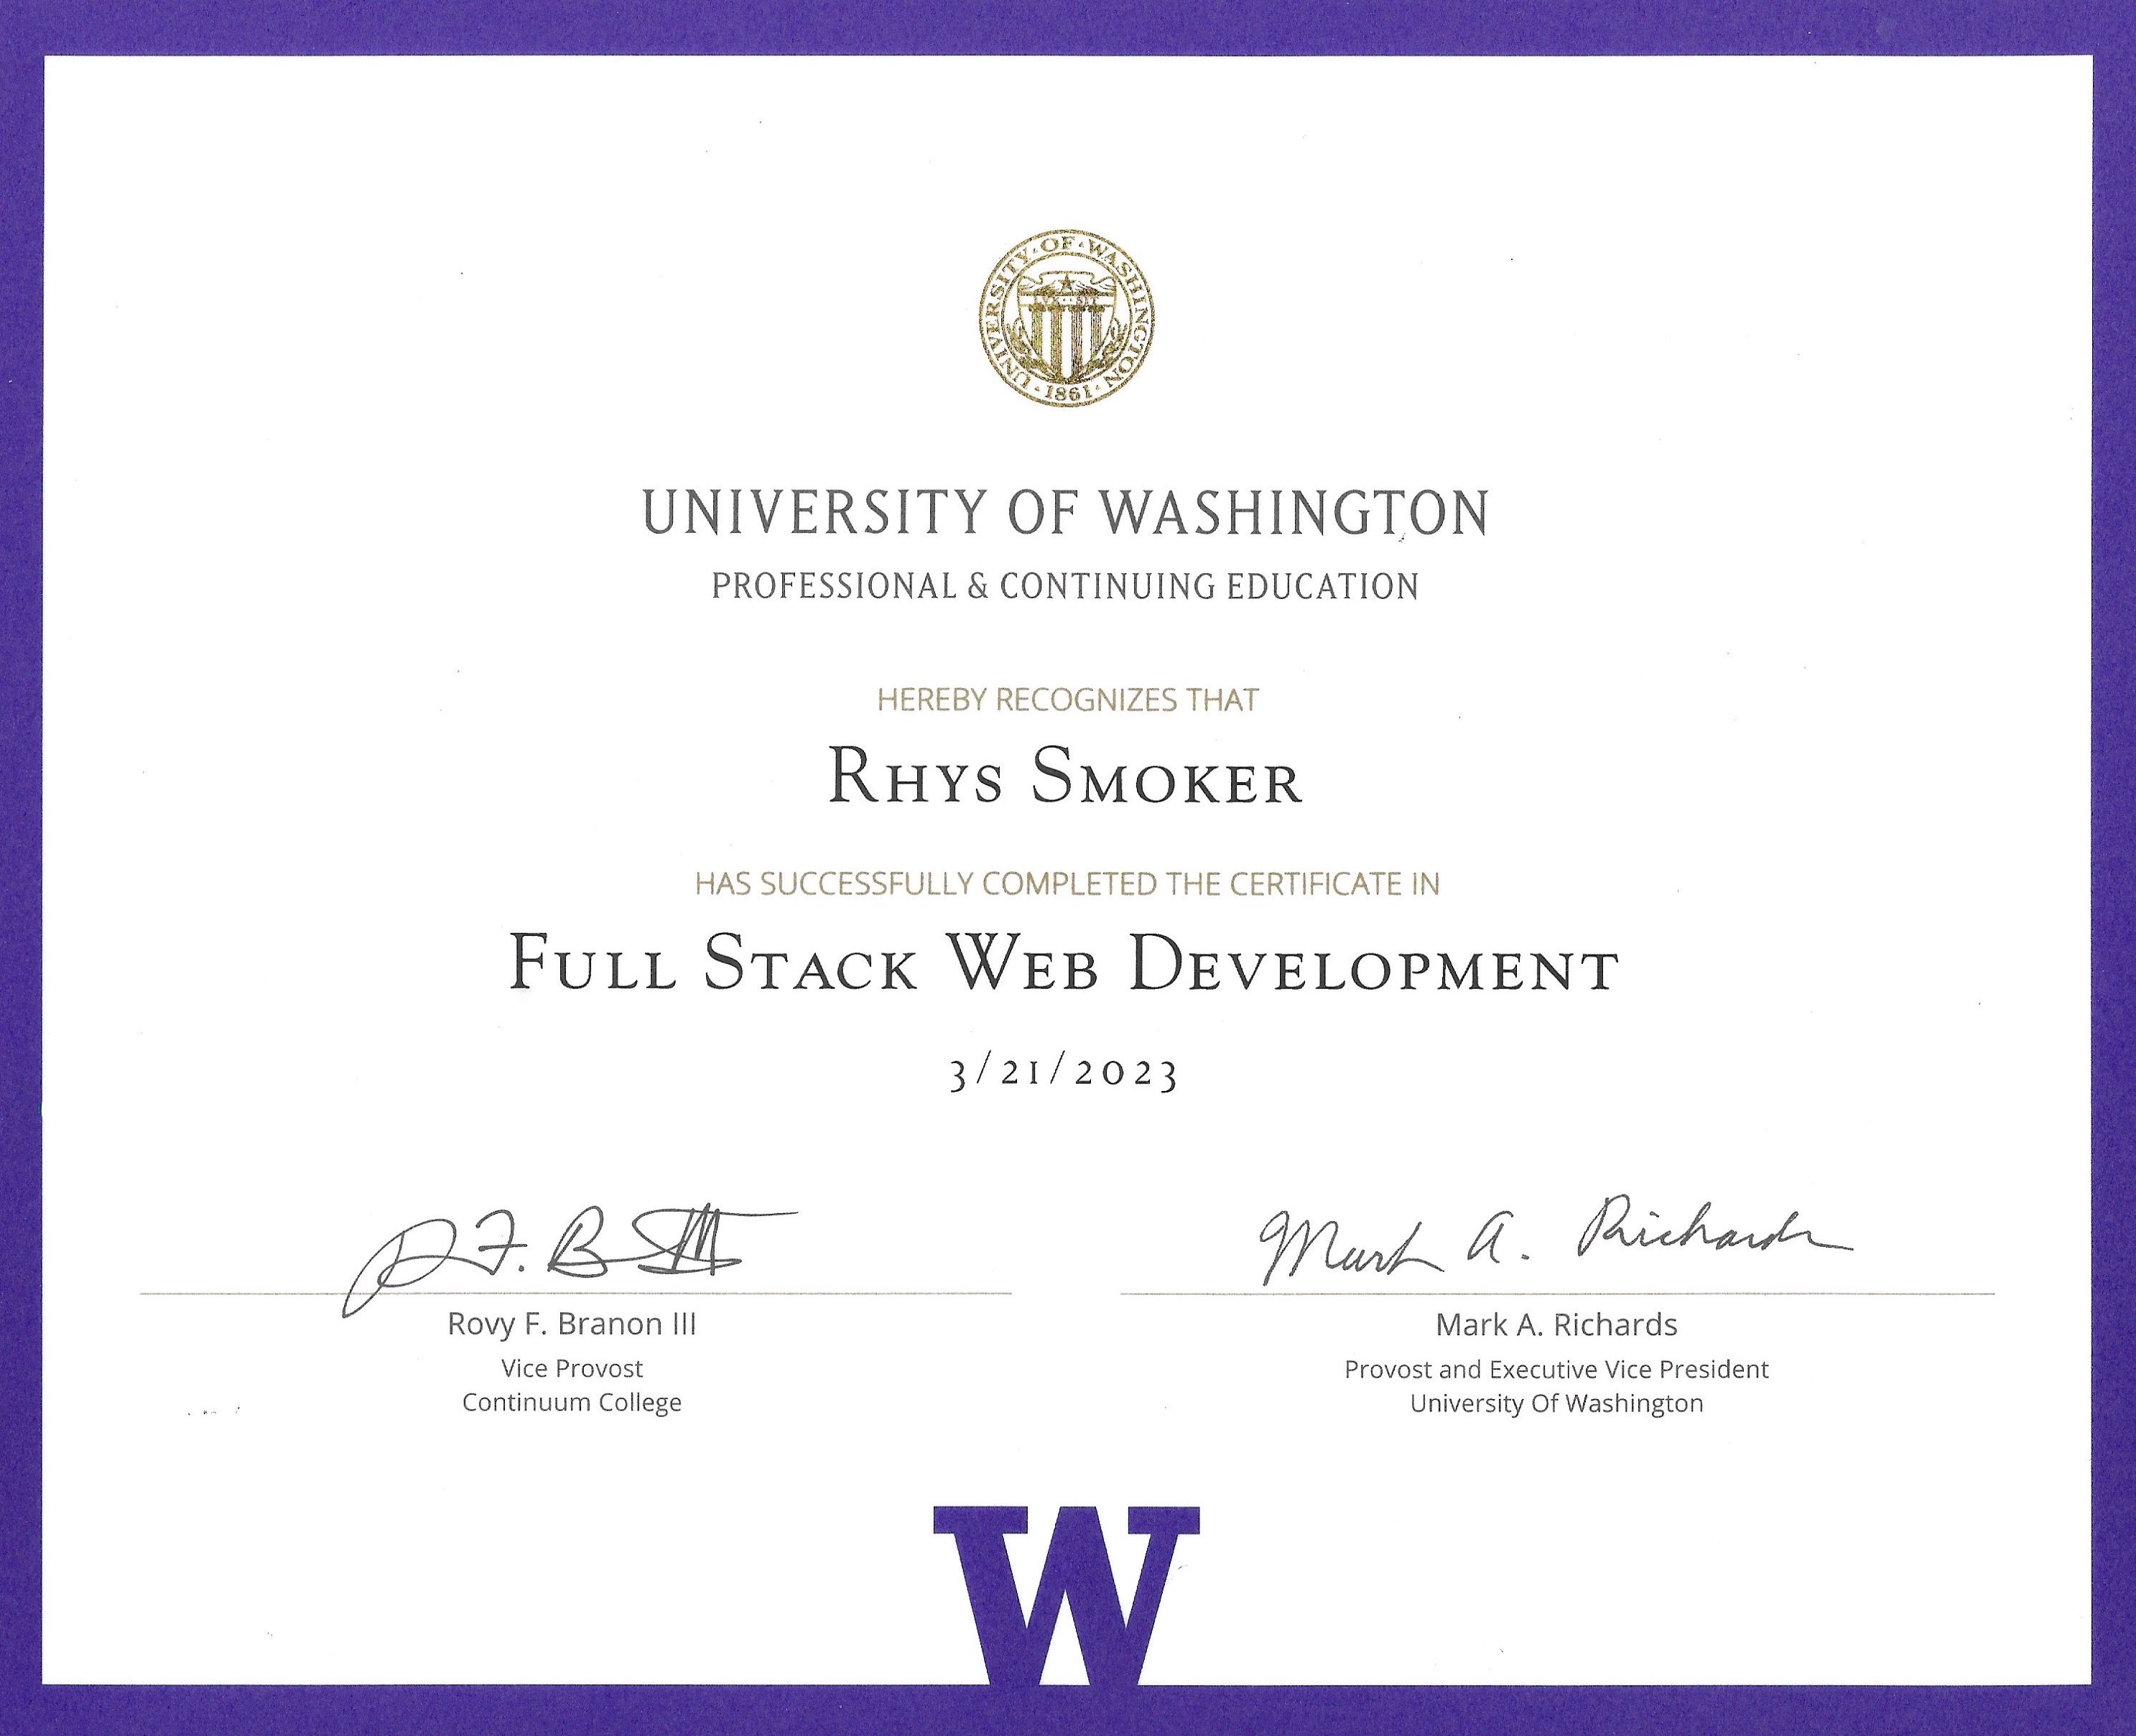 UNIVERSITY · OF · WASHINGTON · 1861 ·
UNIVERSITY OF WASHINGTON
PROFESSIONAL & CONTINUING EDUCATION
HEREBY RECOGNIZES THAT
RHYS SMOKER
HAS SUCCESSFULLY COMPLETED THE CERTIFICATE IN
FULL STACK WEB DEVELOPMENT
3/21/2023
Mark A. Richards
Rovy F. Branon III
Vice Provost
Continuum College
Mark A. Richards
Provost and Executive Vice President
University Of Washington
W